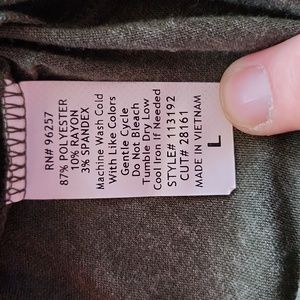 RN# 96257
87% POLYESTER
10% RAYON
3% SPANDEX
Machine Wash Cold
With Like Colors
Gentle Cycle
Do Not Bleach
Tumble Dry Low
Cool Iron If Needed
STYLE# 113192
CUT# 28161
MADE IN VIETNAM
L